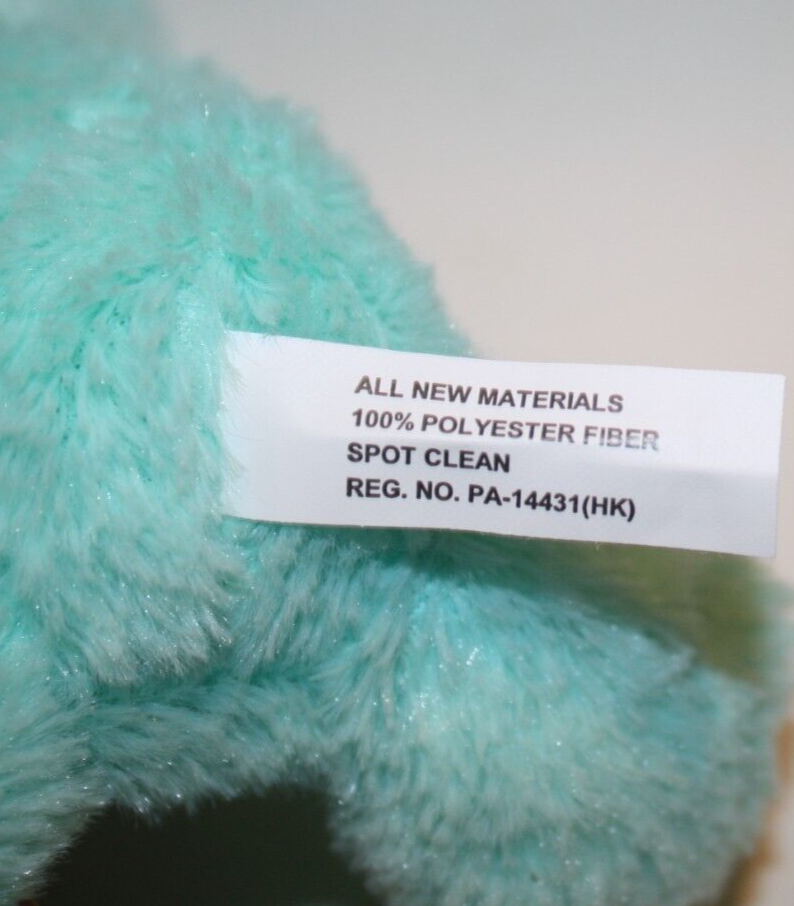 ALL NEW MATERIALS
100% POLYESTER FIBER
SPOT CLEAN
REG. NO. PA-14431(HK)